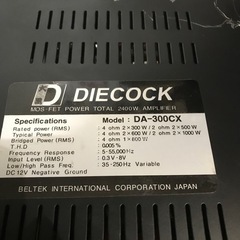 D DIECOCK
MOS-FET POWER TOTAL 2400W AMPLIFIER
Specifications Model: DA-300CX
Rated power (RMS) : 4 ohm 2×300 W/2 ohm 2×500 W
Typical Power : 4 ohm 2×600 W/2 ohm 2×1000 W
Bridged Power (RMS) : 4 ohm 1×600 W
T.H.D : 0,005%
Frequency Response : 5-55,000Hz
Input Level (RMS) : 0.3 V-8V
Low/High Pass Freq : 35-250Hz Variable
DC12V Negative Ground
BELTEK INTERNATIONAL CORPORATION JAPAN